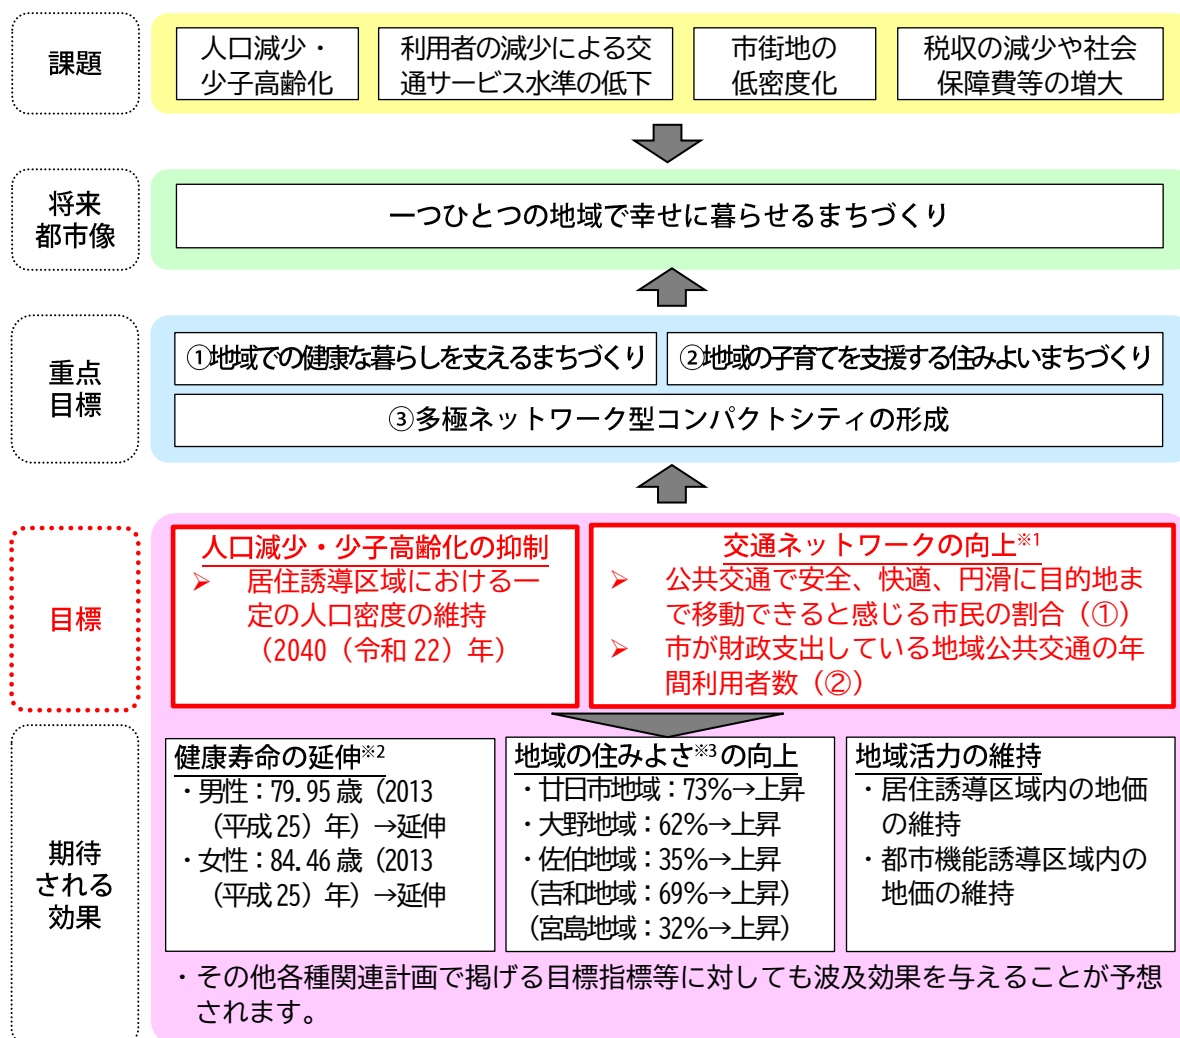 課題
人口減少・
少子高齢化
利用者の減少による交
通サービス水準の低下
市街地の
低密度化
税収の減少や社会
保障費等の増大
将来
都市像
一つひとつの地域で幸せに暮らせるまちづくり
重点
目標
①地域での健康な暮らしを支えるまちづくり
②地域の子育てを支援する住みよいまちづくり
③多極ネットワーク型コンパクトシティの形成
目標
人口減少・少子高齢化の抑制
➢ 居住誘導区域における一
定の人口密度の維持
（2040（令和 22）年）
交通ネットワークの向上※1
➢ 公共交通で安全、快適、円滑に目的地ま
で移動できると感じる市民の割合（①）
➢ 市が財政支出している地域公共交通の年
間利用者数（②）
期待
される
効果
健康寿命の延伸※2
・男性：79.95 歳（2013
（平成 25）年）→延伸
・女性：84.46 歳（2013
（平成 25）年）→延伸
地域の住みよさ※3の向上
・廿日市地域：73%→上昇
・大野地域：62%→上昇
・佐伯地域：35%→上昇
（吉和地域：69%→上昇）
（宮島地域：32%→上昇）
地域活力の維持
・居住誘導区域内の地価
の維持
・都市機能誘導区域内の
地価の維持
・その他各種関連計画で掲げる目標指標等に対しても波及効果を与えることが予想
されます。